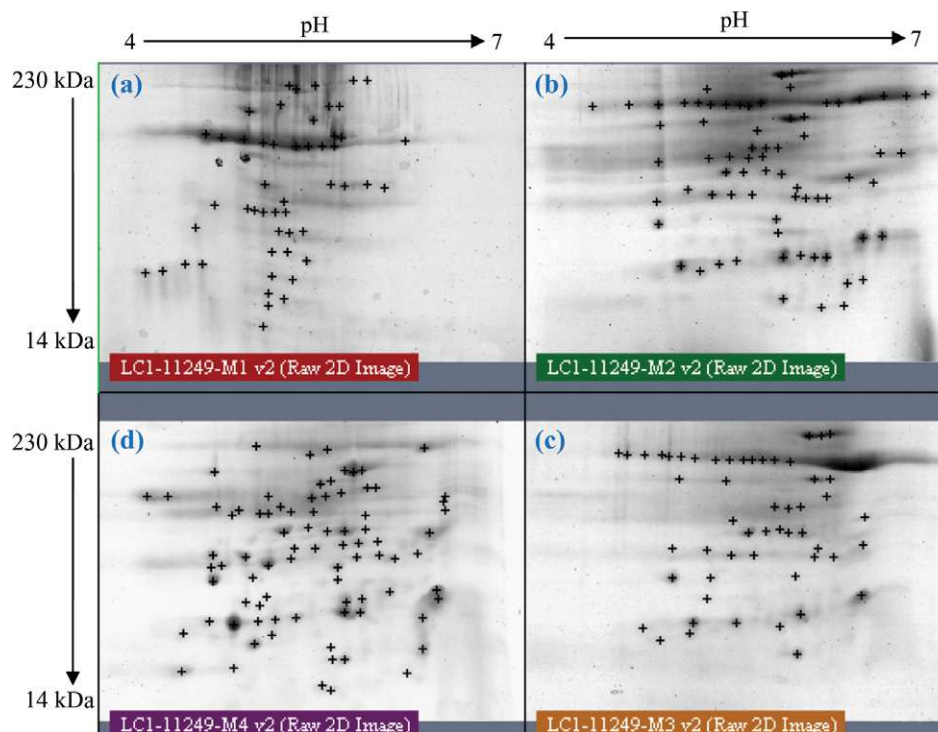 pH
4
7
pH
4
7
230 kDa
(a)
(b)
14 kDa
LC1-11249-M1 v2 (Raw 2D Image)
LC1-11249-M2 v2 (Raw 2D Image)
230 kDa
(d)
(c)
14 kDa
LC1-11249-M4 v2 (Raw 2D Image)
LC1-11249-M3 v2 (Raw 2D Image)